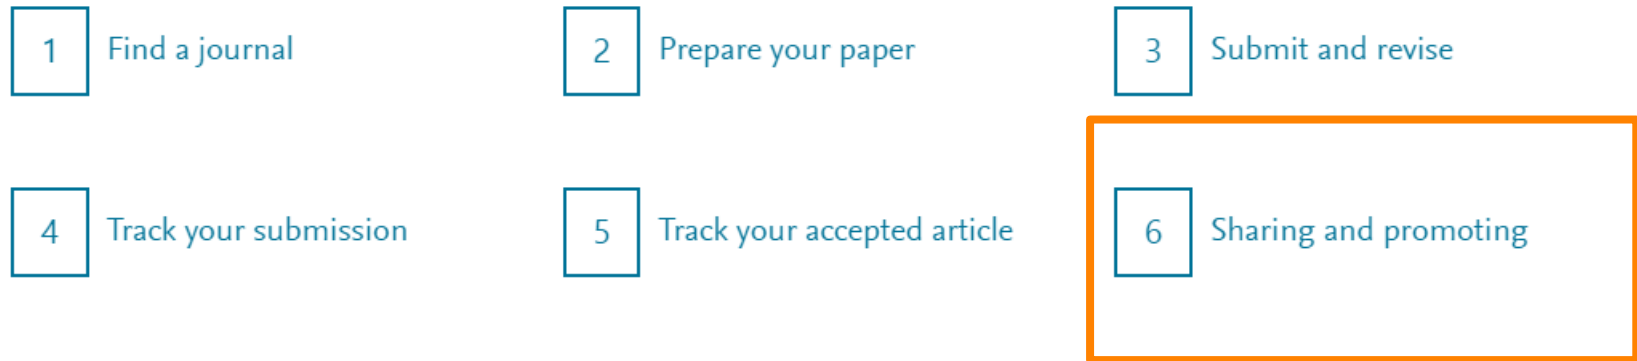 1 Find a journal
2 Prepare your paper
3 Submit and revise
4 Track your submission
5 Track your accepted article
6 Sharing and promoting